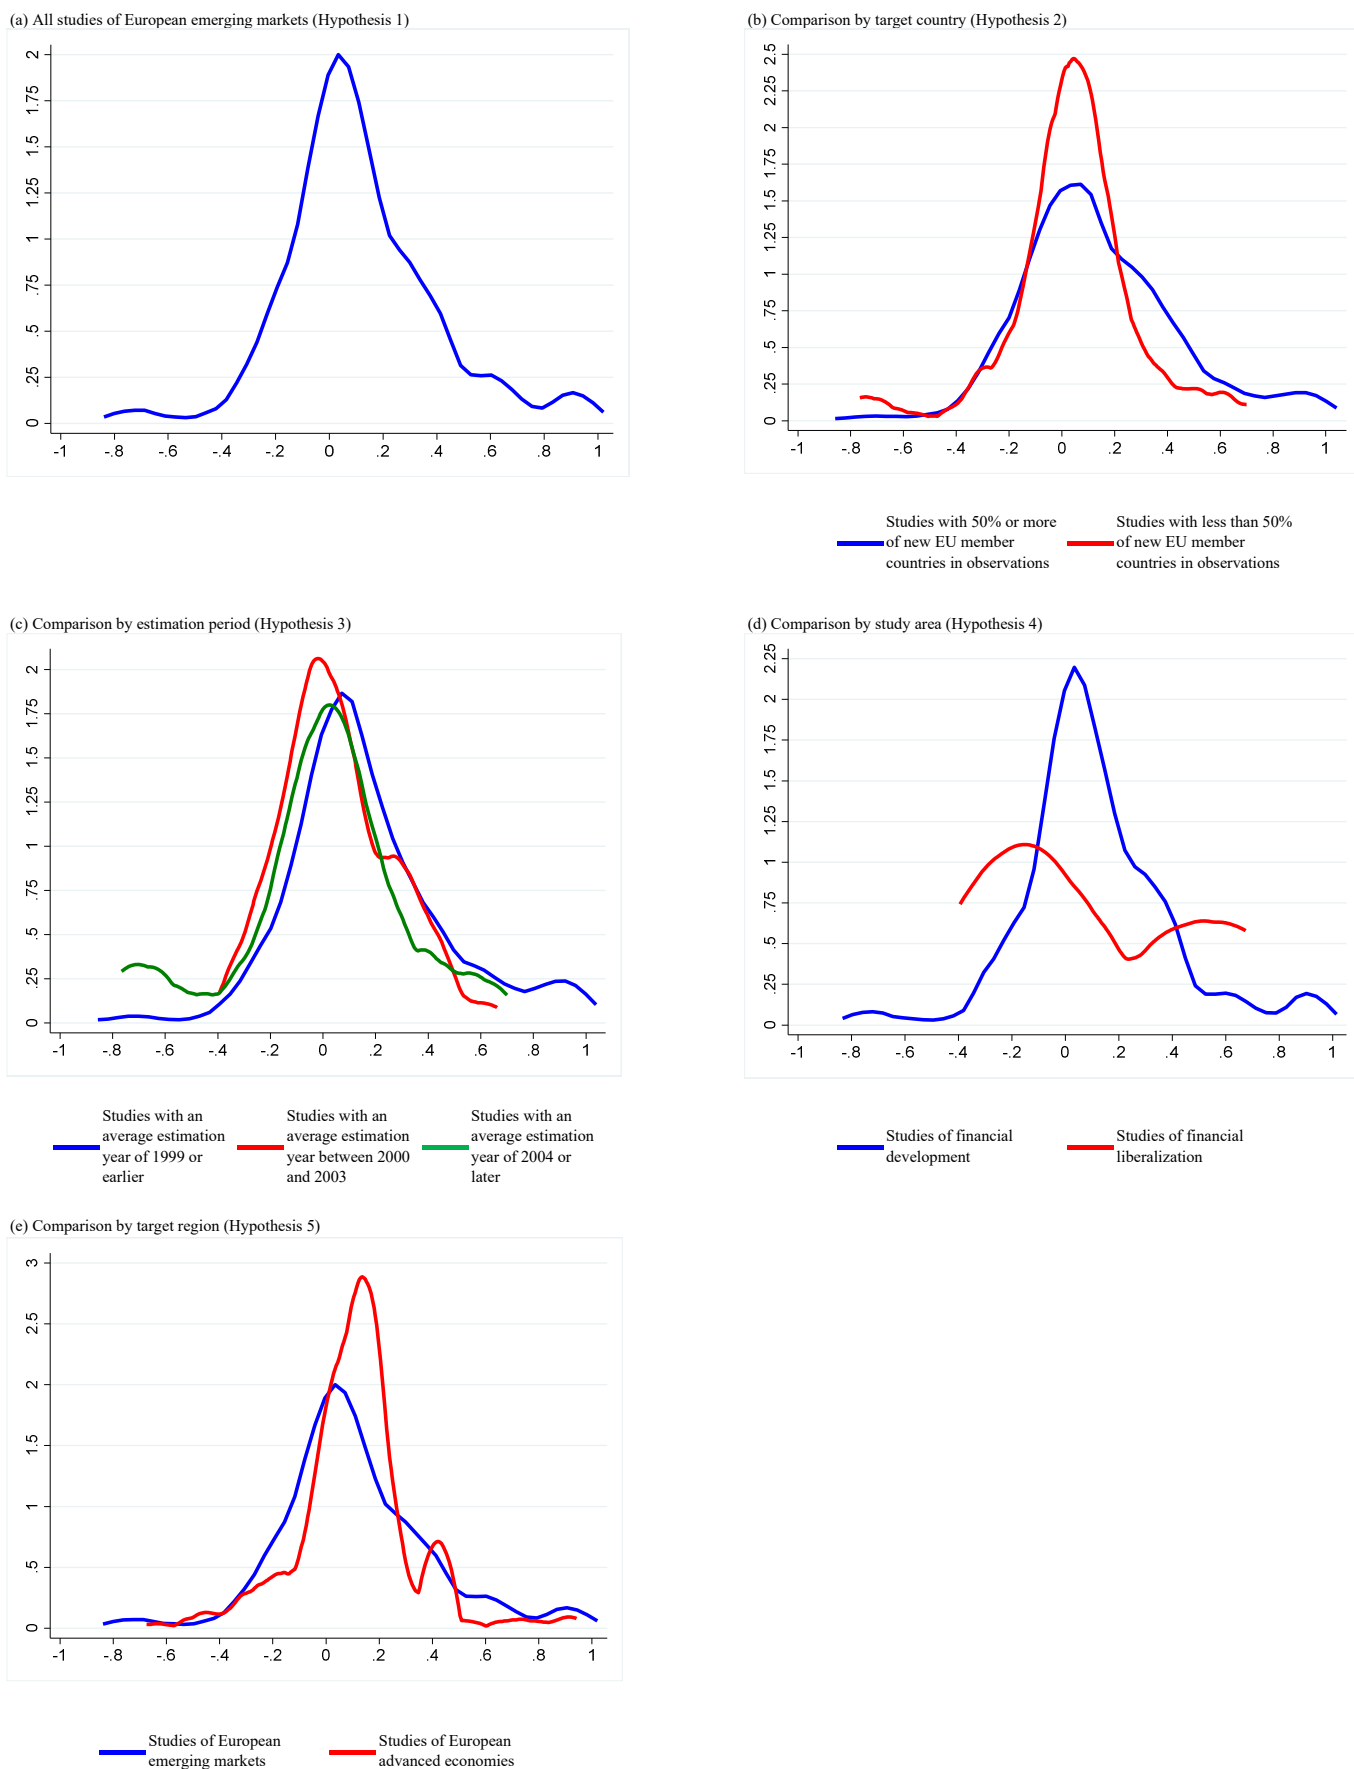 (a) All studies of European emerging markets (Hypothesis 1)
2
1.75
1.5
1.25
1
.75
.5
.25
0
-1 -.8 -.6 -.4 -.2 0 .2 .4 .6 .8 1
(b) Comparison by target country (Hypothesis 2)
2.5
2.25
2
1.75
1.5
1.25
1
.75
.5
.25
0
-1 -.8 -.6 -.4 -.2 0 .2 .4 .6 .8 1
Studies with 50% or more
of new EU member
countries in observations
Studies with less than 50%
of new EU member
countries in observations
(c) Comparison by estimation period (Hypothesis 3)
2
1.75
1.5
1.25
1
.75
.5
.25
0
-1 -.8 -.6 -.4 -.2 0 .2 .4 .6 .8 1
Studies with an
average estimation
year of 1999 or
earlier
Studies with an
average estimation
year between 2000
and 2003
Studies with an
average estimation
year of 2004 or
later
(d) Comparison by study area (Hypothesis 4)
2.25
2
1.75
1.5
1.25
1
.75
.5
.25
0
-1 -.8 -.6 -.4 -.2 0 .2 .4 .6 .8 1
Studies of financial
development
Studies of financial
liberalization
(e) Comparison by target region (Hypothesis 5)
3
2.5
2
1.5
1
.5
0
-1 -.8 -.6 -.4 -.2 0 .2 .4 .6 .8 1
Studies of European
emerging markets
Studies of European
advanced economies